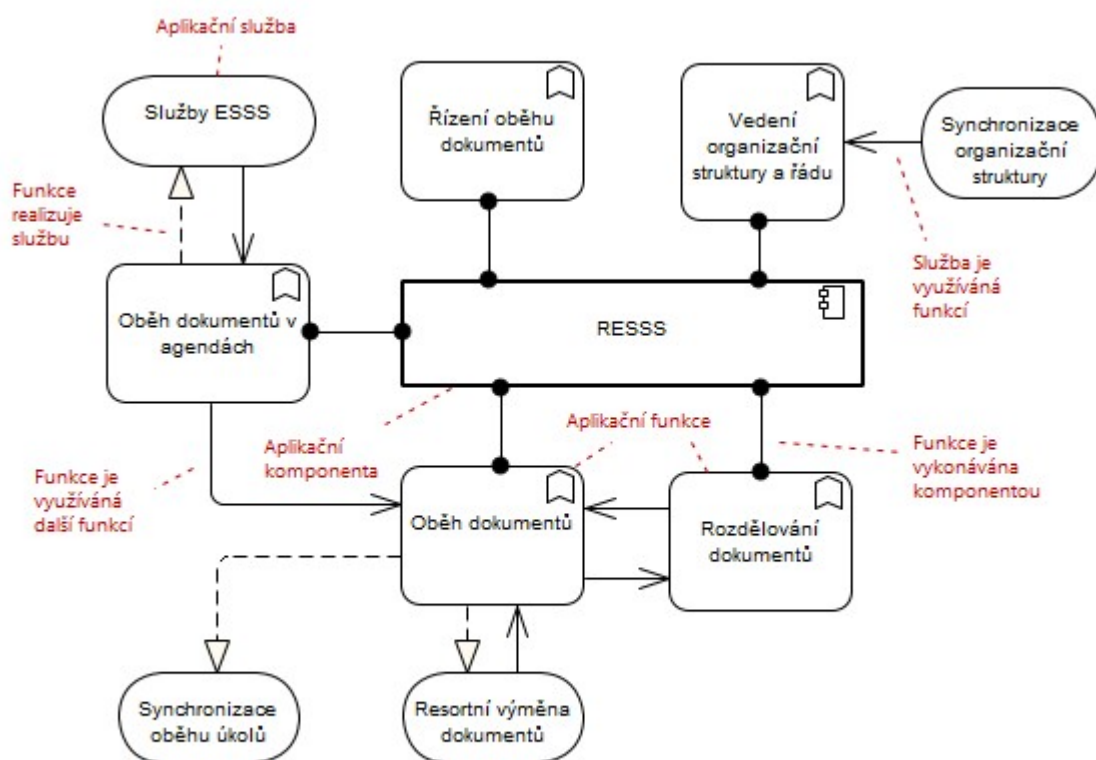 Aplikační služba
Služby ESSS
Řízení oběhu
dokumentů
Vedení
organizační
struktury a řádu
Synchronizace
organizační
struktury
Funkce
realizuje
službu
Služba je
využíváná
funkcí
Oběh dokumentů v
agendách
RESSS
Funkce je
využíváná
další funkcí
Aplikační
komponenta
Aplikační funkce
Funkce je
vykonávána
komponentou
Oběh dokumentů
Rozdělování
dokumentů
Synchronizace
oběhu úkolů
Resortní výměna
dokumentů